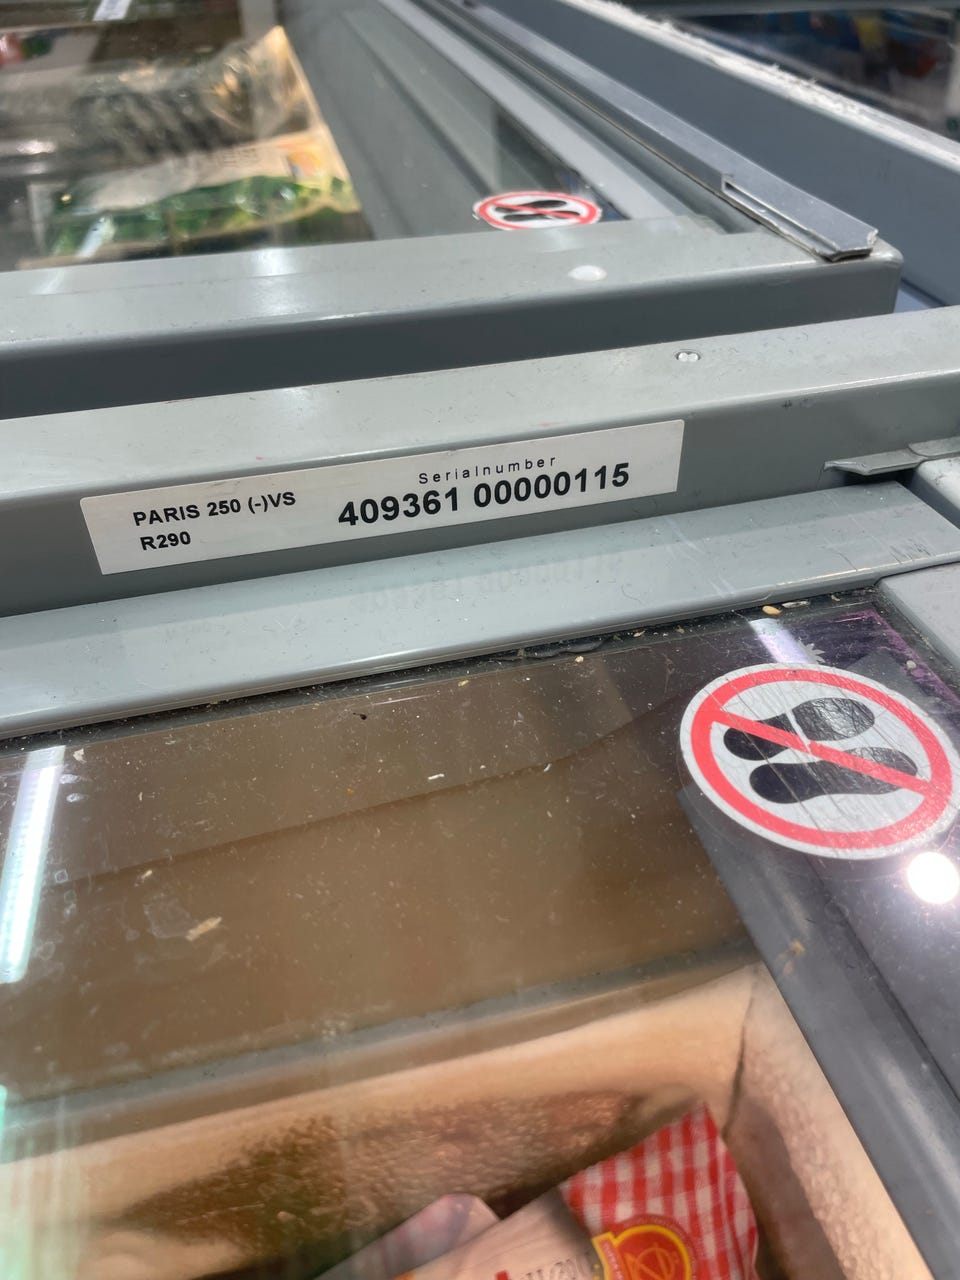 Serialnumber
PARIS 250 (-)VS
409361 00000115
R290